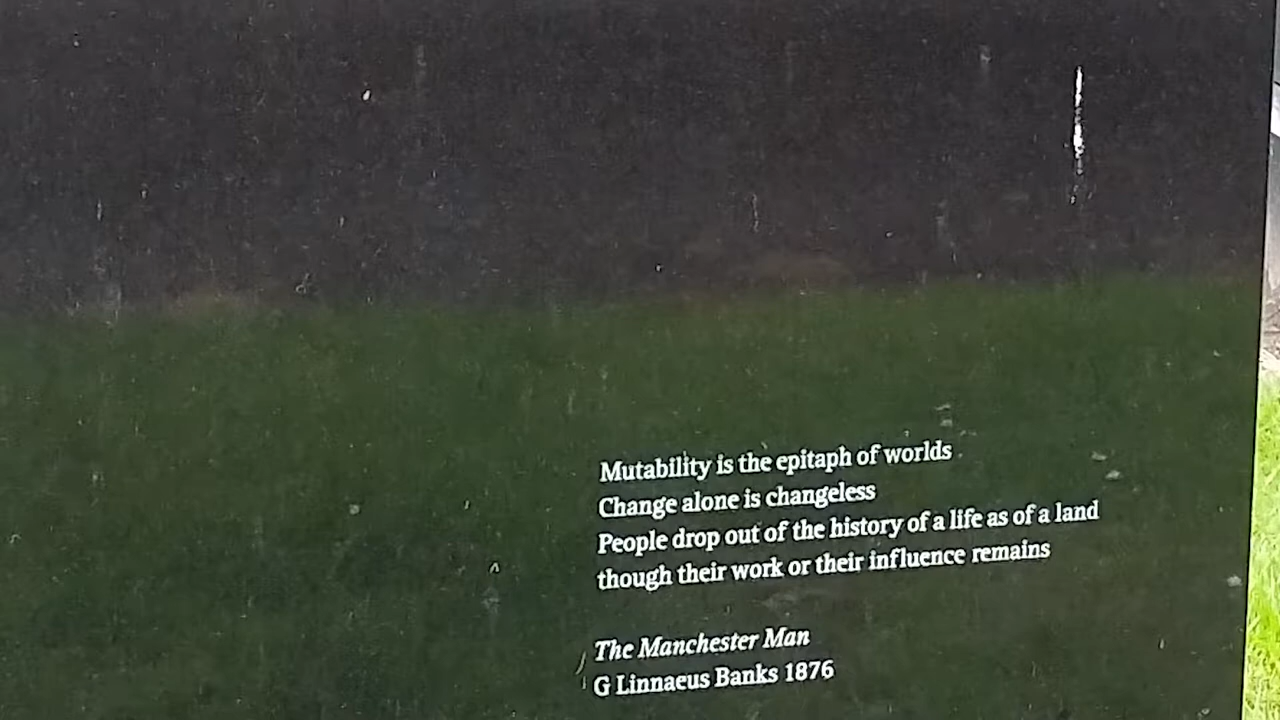 Mutability is the epitaph of worlds
Change alone is changeless
People drop out of the history of a life as of a land
though their work or their influence remains
The Manchester Man
G Linnaeus Banks 1876